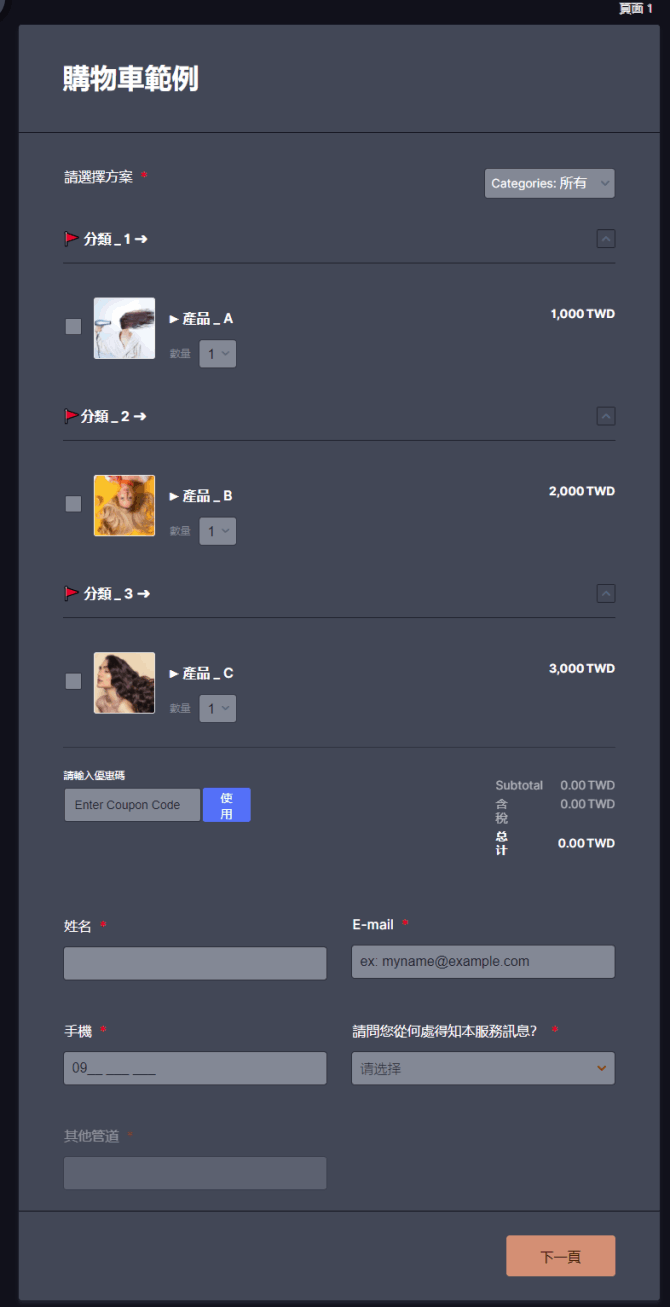 頁面 1
購物車範例
請選擇方案 *
Categories: 所有
分類 _ 1 ➜
► 產品 _ A
1,000 TWD
數量 1
分類 _ 2 ➜
► 產品 _ B
2,000 TWD
數量 1
分類 _ 3 ➜
► 產品 _ C
3,000 TWD
數量 1
請輸入優惠碼
Enter Coupon Code
使
用
Subtotal 0.00 TWD
含 0.00 TWD
稅
总
计 0.00 TWD
姓名 *
E-mail *
ex: myname@example.com
手機 *
請問您從何處得知本服務訊息? *
09__ ___ ___
请选择
其他管道 *
下一頁